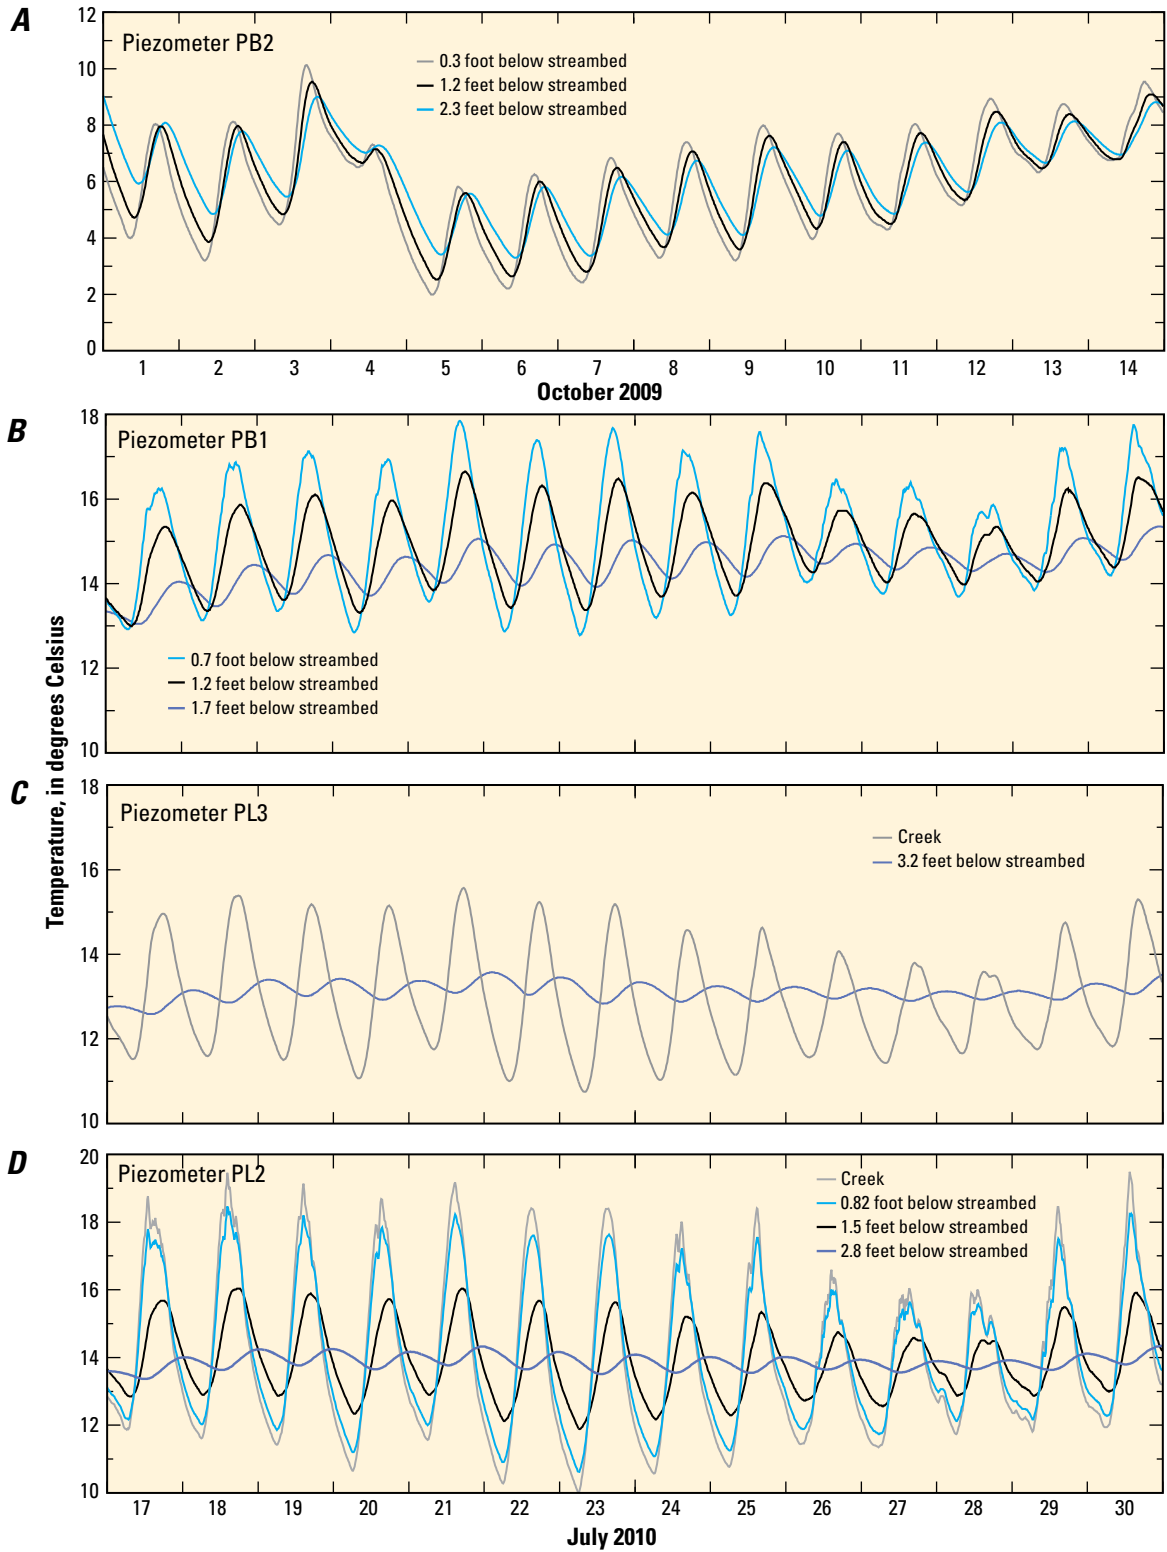 A
Piezometer PB2
0.3 foot below streambed
1.2 feet below streambed
2.3 feet below streambed
12
10
8
6
4
2
0
1 2 3 4 5 6 7 8 9 10 11 12 13 14
October 2009
B
Piezometer PB1
18
16
14
12
10
0.7 foot below streambed
1.2 feet below streambed
1.7 feet below streambed
Temperature, in degrees Celsius
C
Piezometer PL3
Creek
3.2 feet below streambed
18
16
14
12
10
D
Piezometer PL2
Creek
0.82 foot below streambed
1.5 feet below streambed
2.8 feet below streambed
20
18
16
14
12
10
17 18 19 20 21 22 23 24 25 26 27 28 29 30
July 2010